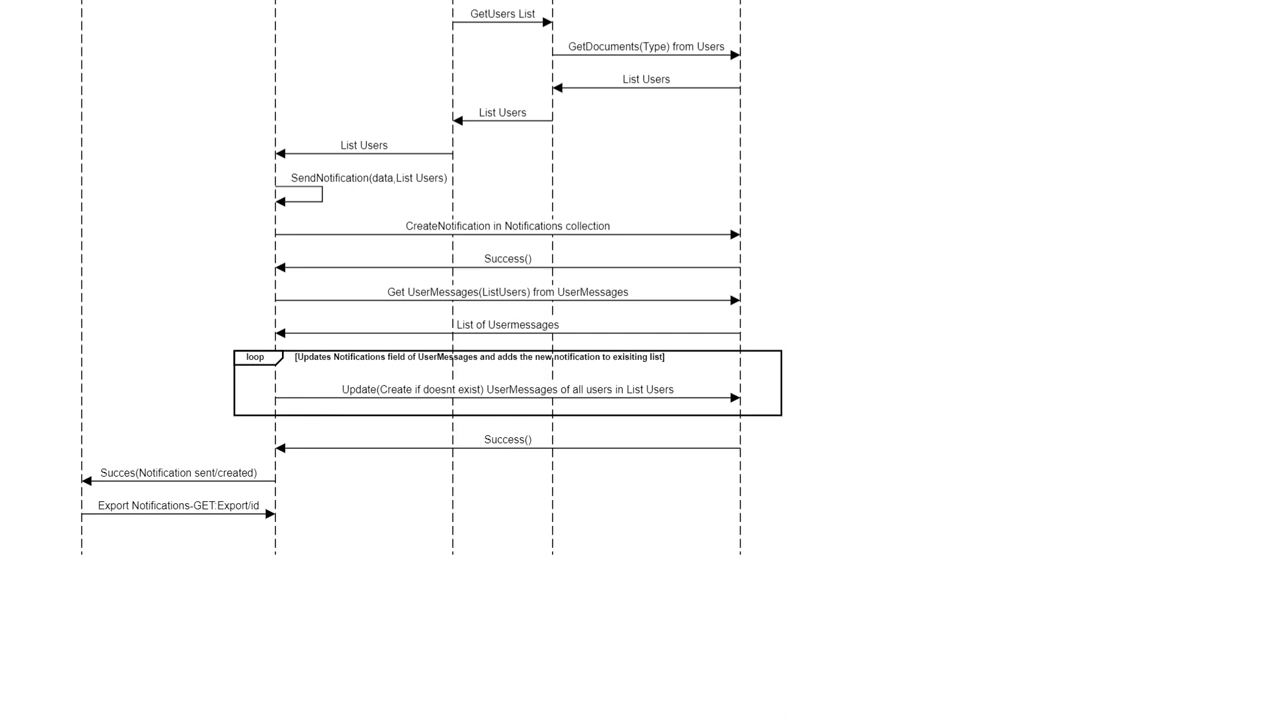 GetUsers List
GetDocuments(Type) from Users
List Users
List Users
List Users
SendNotification(data,List Users)
CreateNotification in Notifications collection
Success()
Get UserMessages(ListUsers) from UserMessages
List of Usermessages
loop [Updates Notifications field of UserMessages and adds the new notification to exisiting list]
Update(Create if doesnt exist) UserMessages of all users in List Users
Success()
Succes(Notification sent/created)
Export Notifications-GET:Export/id